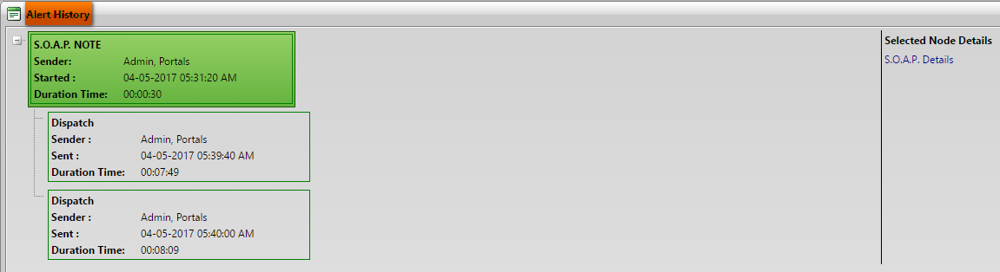 Alert History
S.O.A.P. NOTE
Sender: Admin, Portals
Started : 04-05-2017 05:31:20 AM
Duration Time: 00:00:30
Dispatch
Sender : Admin, Portals
Sent : 04-05-2017 05:39:40 AM
Duration Time: 00:07:49
Dispatch
Sender : Admin, Portals
Sent : 04-05-2017 05:40:00 AM
Duration Time: 00:08:09
Selected Node Details
S.O.A.P. Details